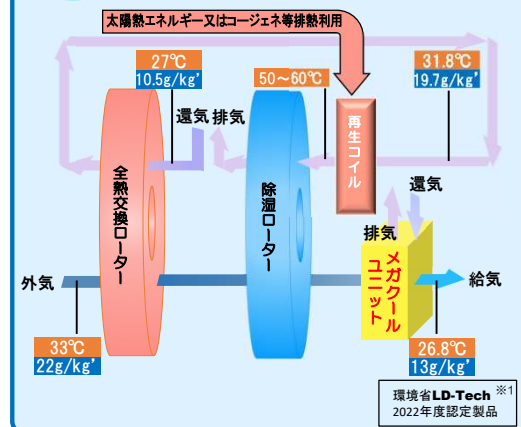 太陽熱エネルギー又はコージェネ等排熱利用
27℃
10.5g/kg’
50～60℃
31.8℃
19.7g/kg’
還気
排気
再生コイル
還気
全熱交換ローター
除湿ローター
排気
メガクール
ユニット
外気
給気
33℃
22g/kg’
26.8℃
13g/kg’
環境省LD-Tech ※1
2022年度認定製品